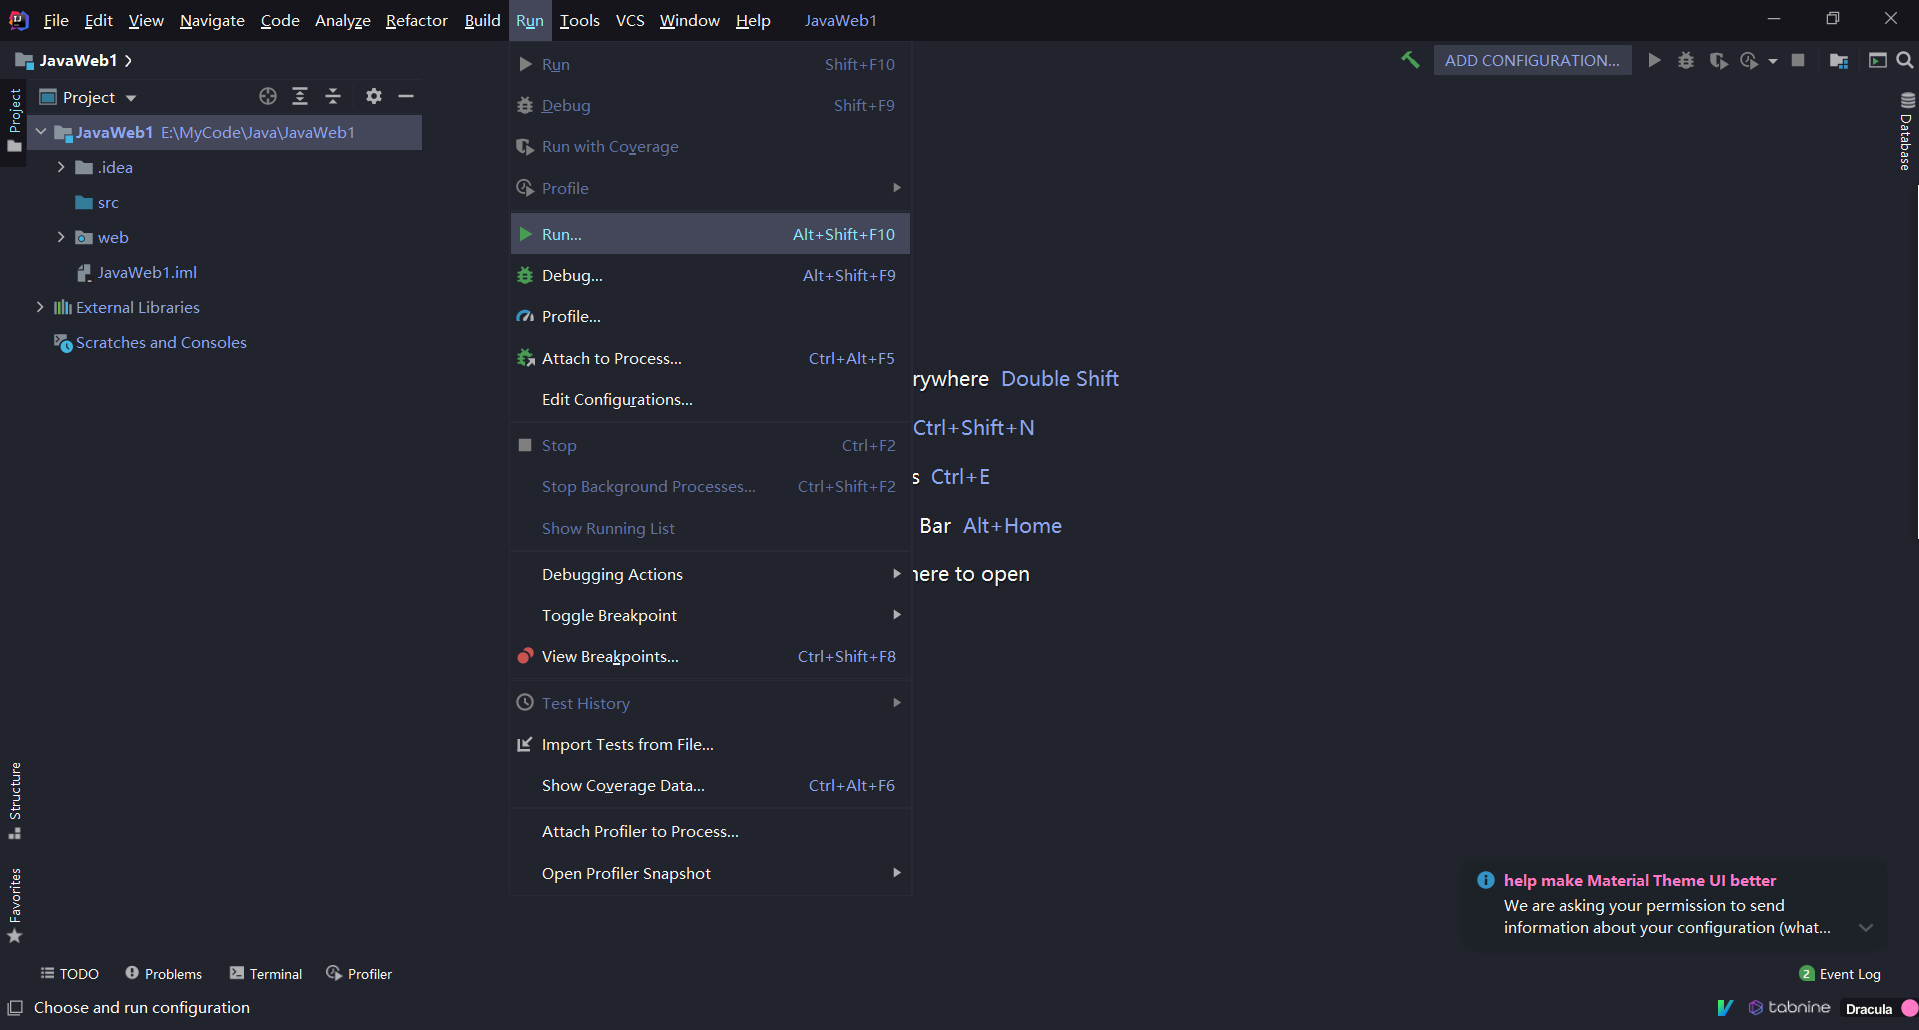 File Edit View Navigate Code Analyze Refactor Build Run Tools VCS Window Help JavaWeb1
JavaWeb1
ADD CONFIGURATION...
Project
Project
JavaWeb1 E:\MyCode\Java\JavaWeb1
.idea
src
web
JavaWeb1.iml
External Libraries
Scratches and Consoles
Structure
Favorites
Run Shift+F10
Debug Shift+F9
Run with Coverage
Profile
Run... Alt+Shift+F10
Debug... Alt+Shift+F9
Profile...
Attach to Process... Ctrl+Alt+F5
Edit Configurations...
Stop Ctrl+F2
Stop Background Processes... Ctrl+Shift+F2
Show Running List
Debugging Actions
Toggle Breakpoint
View Breakpoints... Ctrl+Shift+F8
Test History
Import Tests from File...
Show Coverage Data... Ctrl+Alt+F6
Attach Profiler to Process...
Open Profiler Snapshot
rywhere Double Shift
Ctrl+Shift+N
s Ctrl+E
Bar Alt+Home
here to open
Database
help make Material Theme UI better
We are asking your permission to send
information about your configuration (what...
TODO Problems Terminal Profiler
2 Event Log
Choose and run configuration
tabnine Dracula